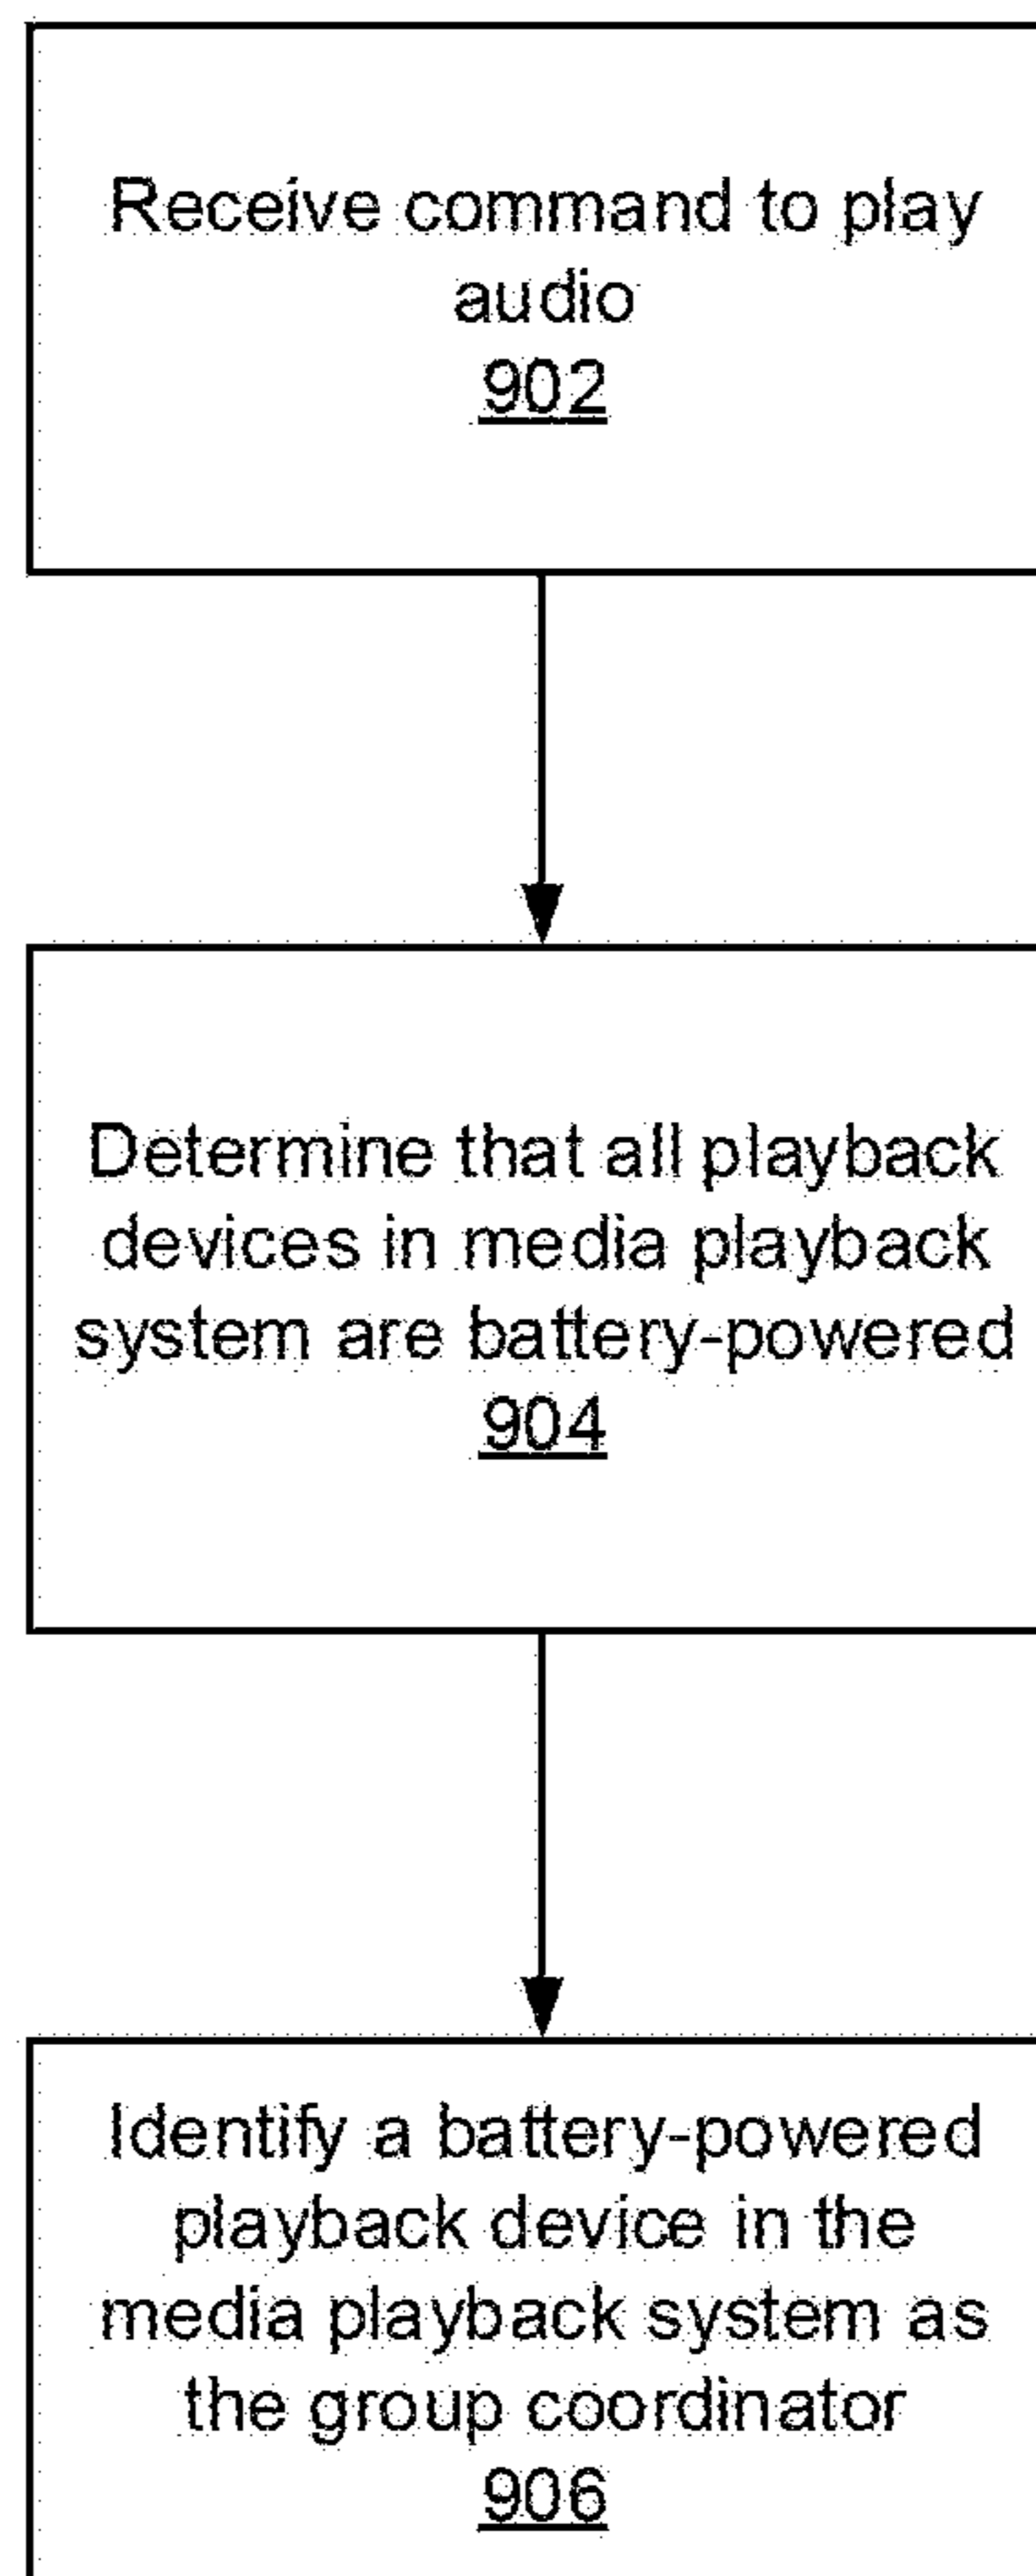 Receive command to play
audio
902
Determine that all playback
devices in media playback
system are battery-powered
904
Identify a battery-powered
playback device in the
media playback system as
the group coordinator
906